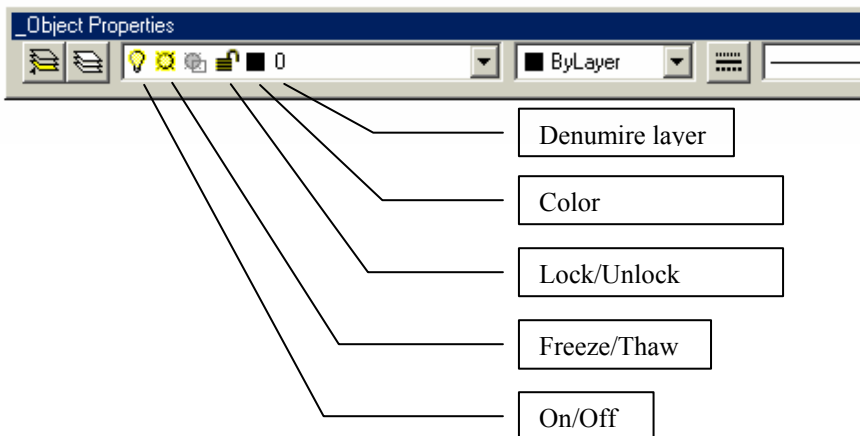 _Object Properties
0
ByLayer
Denumire layer
Color
Lock/Unlock
Freeze/Thaw
On/Off